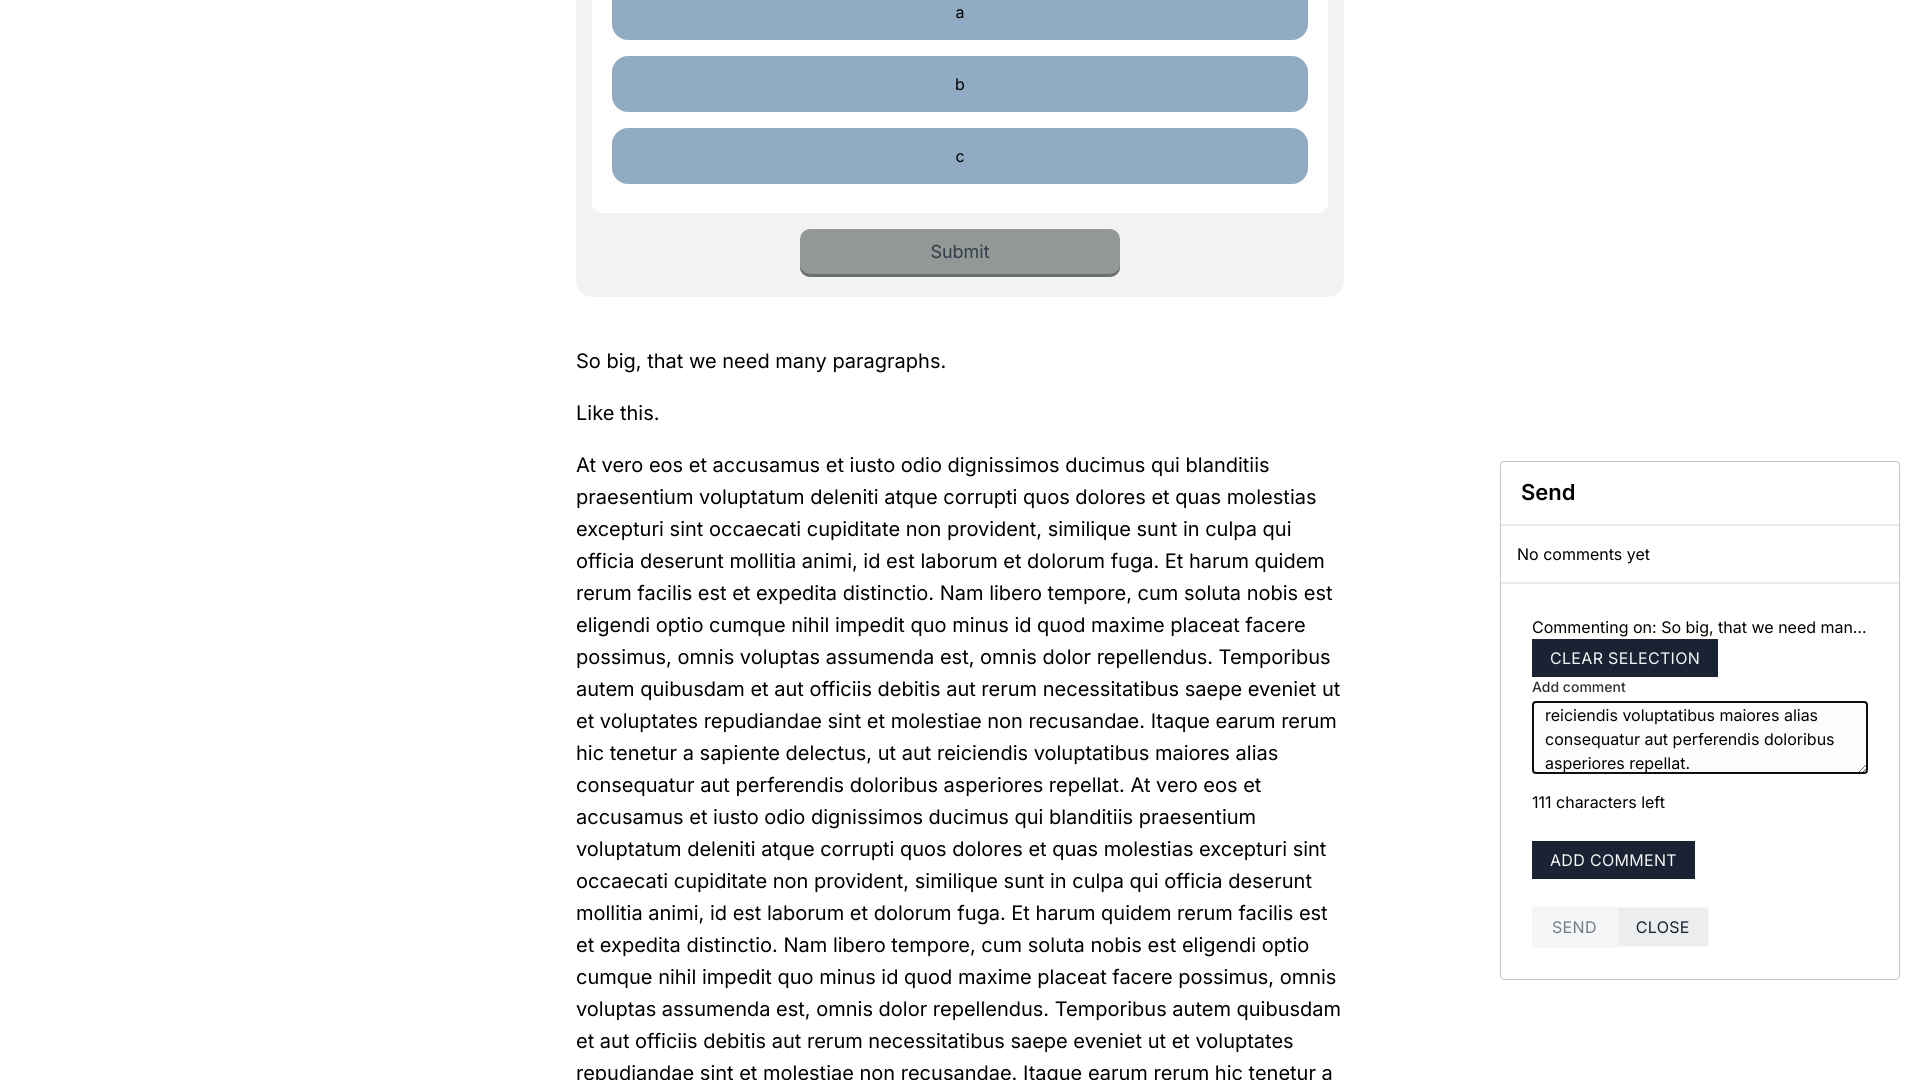 a
b
c
Submit
So big, that we need many paragraphs.
Like this.
At vero eos et accusamus et iusto odio dignissimos ducimus qui blanditiis
praesentium voluptatum deleniti atque corrupti quos dolores et quas molestias
excepturi sint occaecati cupiditate non provident, similique sunt in culpa qui
officia deserunt mollitia animi, id est laborum et dolorum fuga. Et harum quidem
rerum facilis est et expedita distinctio. Nam libero tempore, cum soluta nobis est
eligendi optio cumque nihil impedit quo minus id quod maxime placeat facere
possimus, omnis voluptas assumenda est, omnis dolor repellendus. Temporibus
autem quibusdam et aut officiis debitis aut rerum necessitatibus saepe eveniet ut
et voluptates repudiandae sint et molestiae non recusandae. Itaque earum rerum
hic tenetur a sapiente delectus, ut aut reiciendis voluptatibus maiores alias
consequatur aut perferendis doloribus asperiores repellat. At vero eos et
accusamus et iusto odio dignissimos ducimus qui blanditiis praesentium
voluptatum deleniti atque corrupti quos dolores et quas molestias excepturi sint
occaecati cupiditate non provident, similique sunt in culpa qui officia deserunt
mollitia animi, id est laborum et dolorum fuga. Et harum quidem rerum facilis est
et expedita distinctio. Nam libero tempore, cum soluta nobis est eligendi optio
cumque nihil impedit quo minus id quod maxime placeat facere possimus, omnis
voluptas assumenda est, omnis dolor repellendus. Temporibus autem quibusdam
et aut officiis debitis aut rerum necessitatibus saepe eveniet ut et voluptates
repudiandae sint et molestiae non recusandae. Itaque earum rerum hic tenetur a
Send
No comments yet
Commenting on: So big, that we need man...
CLEAR SELECTION
Add comment
reiciendis voluptatibus maiores alias
consequatur aut perferendis doloribus
asperiores repellat.
111 characters left
ADD COMMENT
SEND
CLOSE